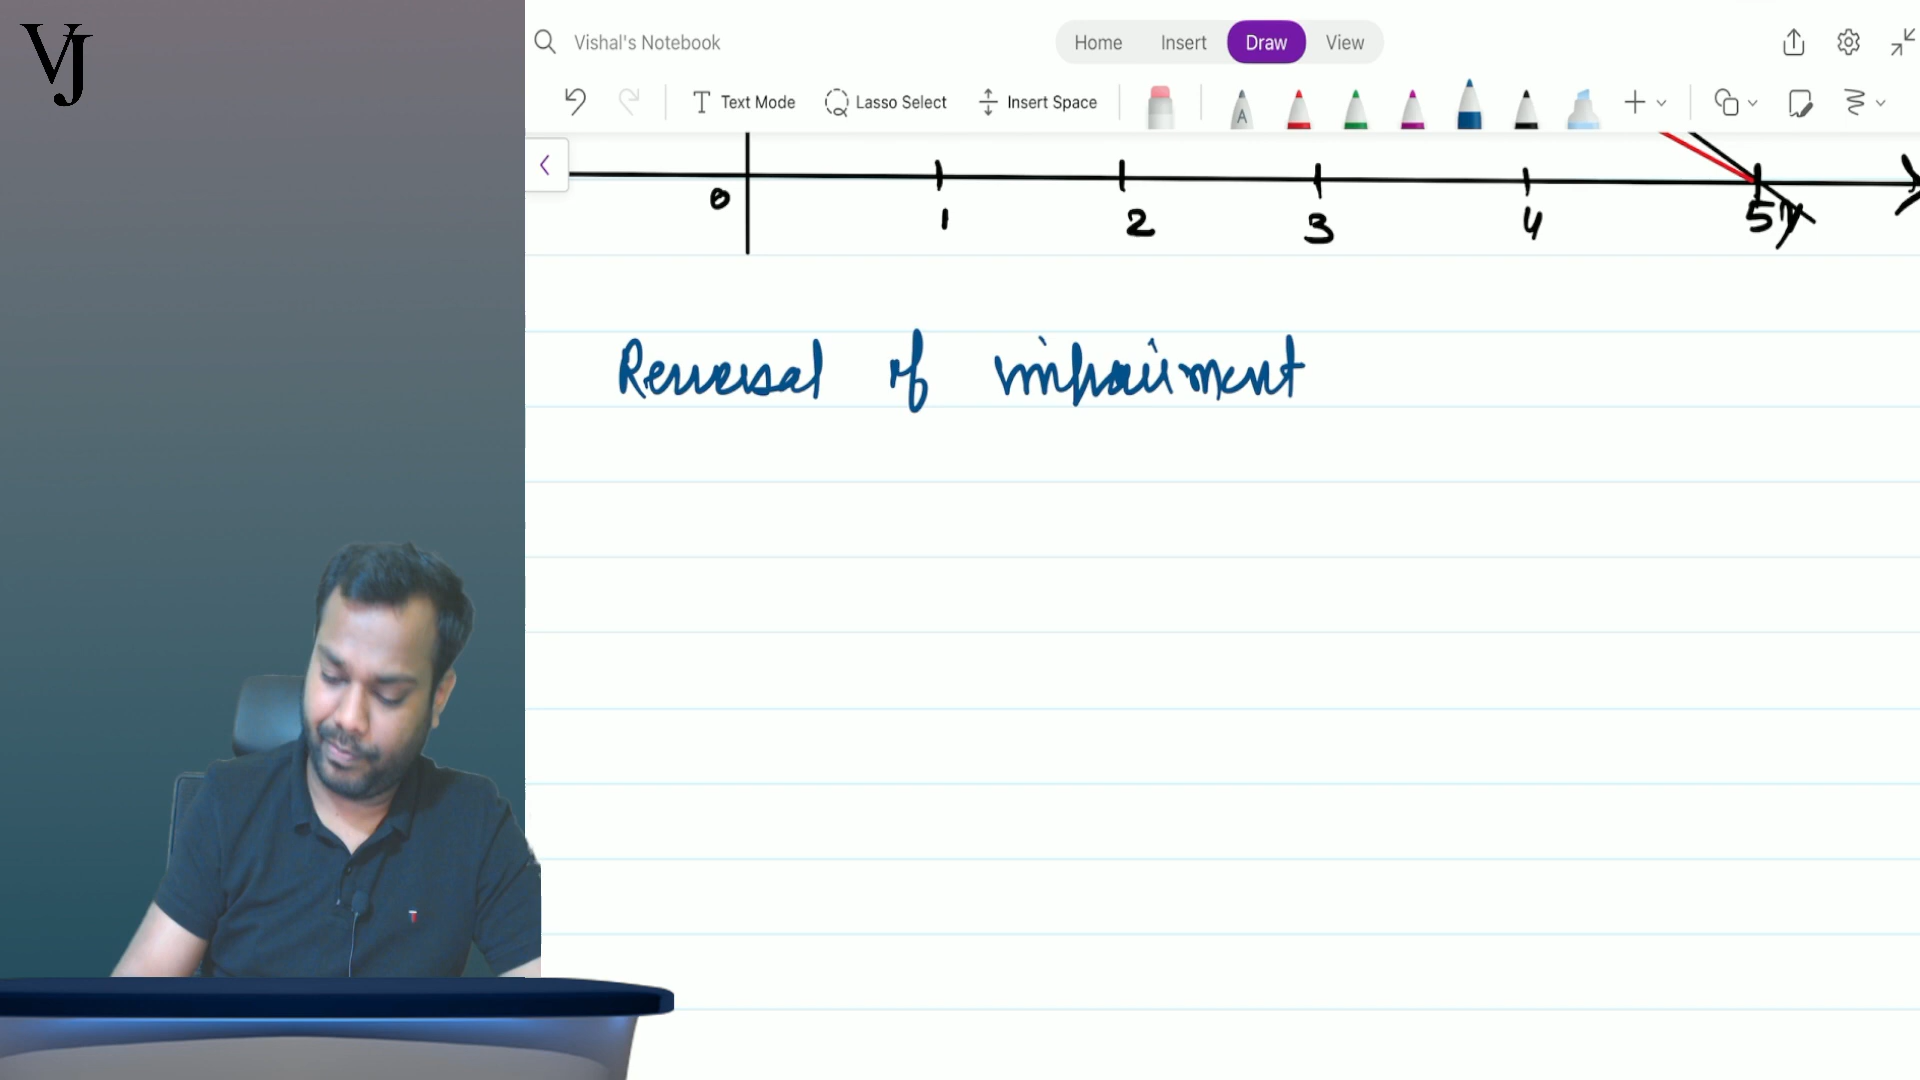 VJ
Vishal's Notebook
Home Insert Draw View
Text Mode Lasso Select Insert Space
0 1 2 3 4 5y
Reversal of impairment